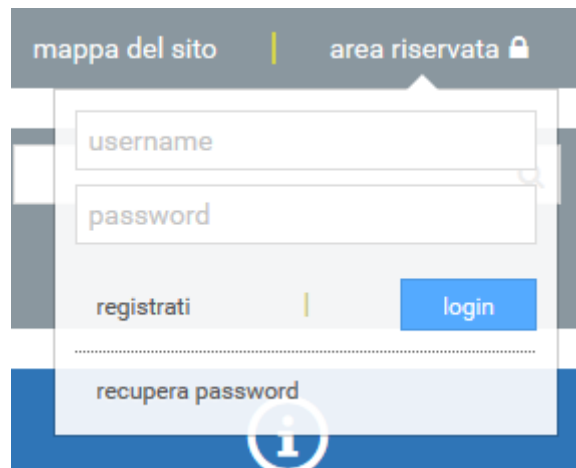 mappa del sito | area riservata
username
password
registrati | login
recupera password